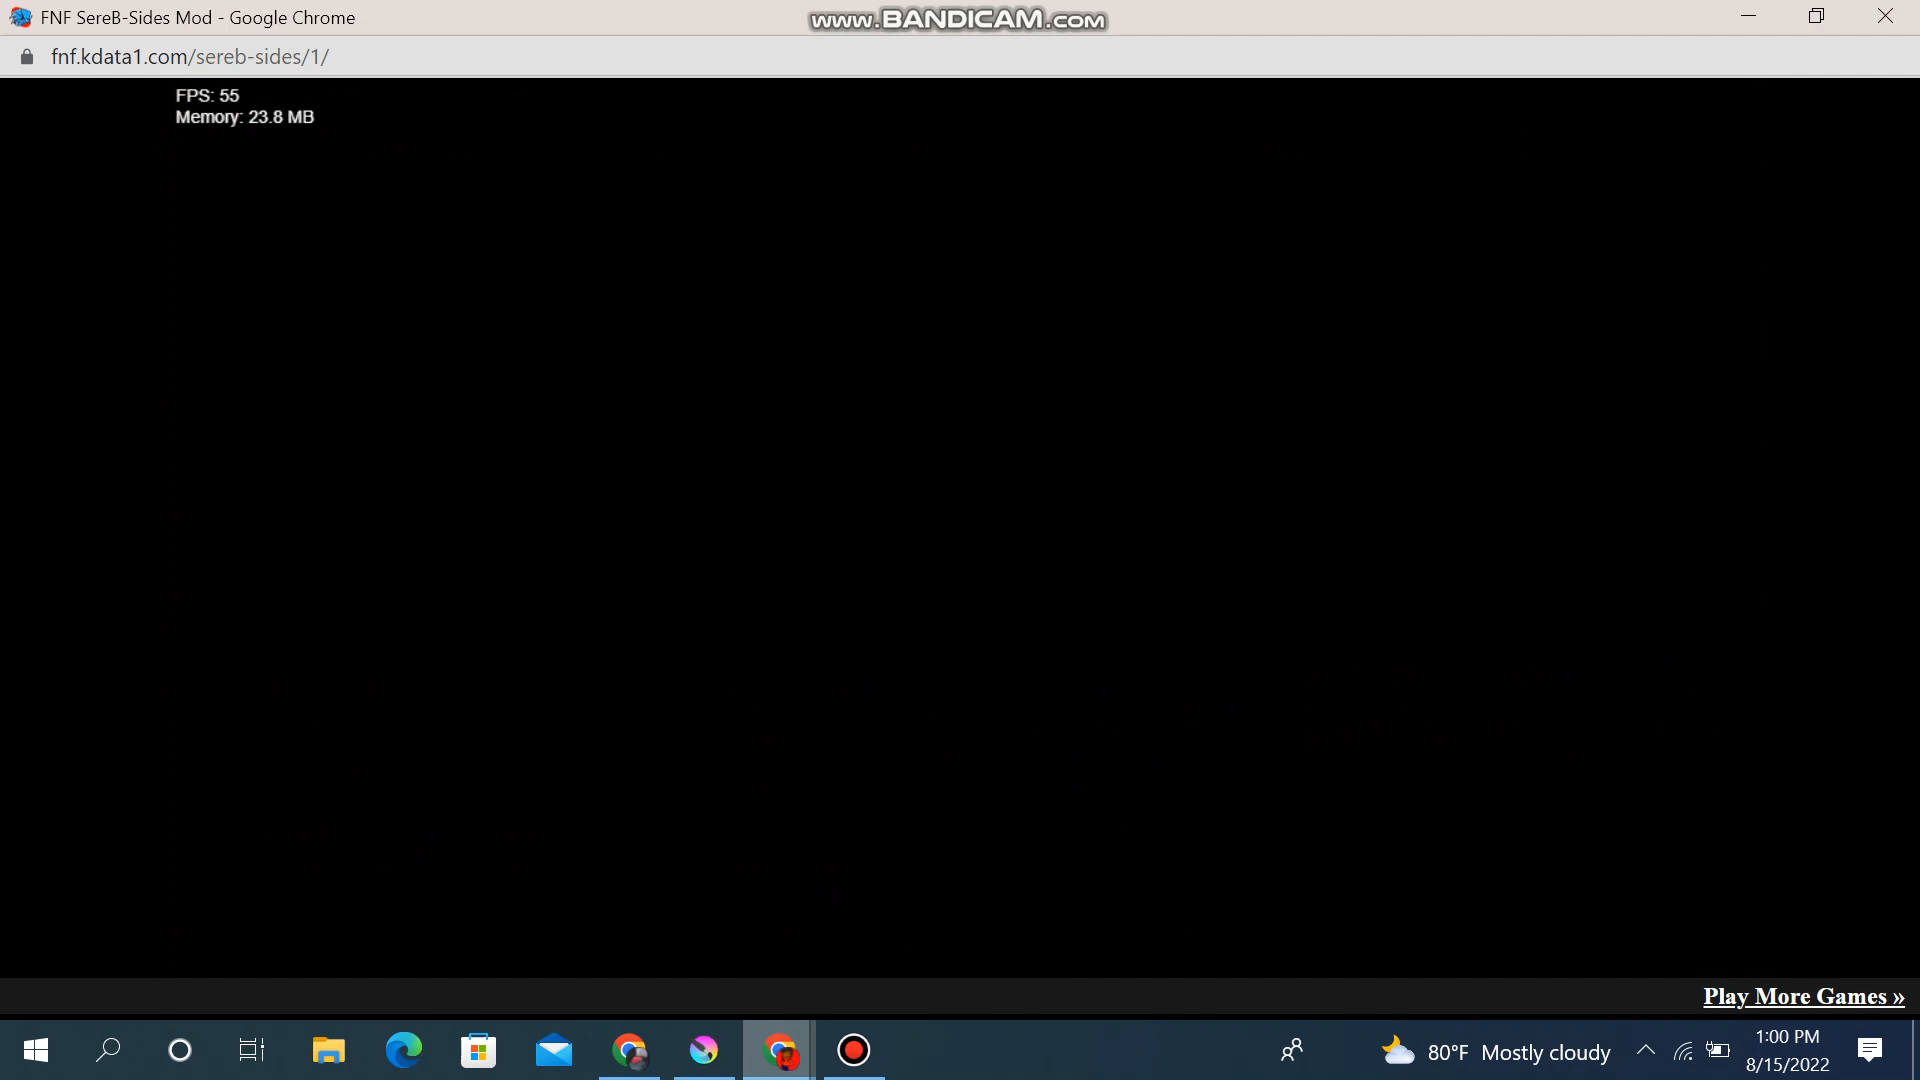 FNF SereB-Sides Mod - Google Chrome
www.BANDICAM.COM
fnf.kdata1.com/sereb-sides/1/
FPS: 55
Memory: 23.8 MB
Play More Games »
80°F Mostly cloudy
1:00 PM
8/15/2022